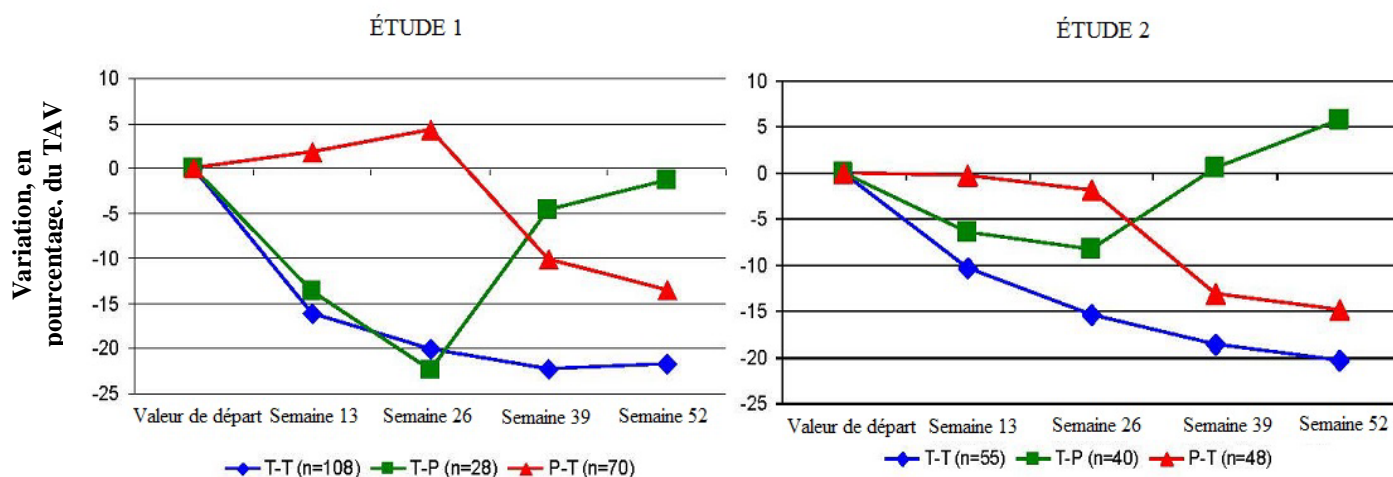 ÉTUDE 1
Variation, en
pourcentage, du TAV
10
5
0
-5
-10
-15
-20
-25
Valeur de départ Semaine 13 Semaine 26 Semaine 39 Semaine 52
T-T (n=108) T-P (n=28) P-T (n=70)
ÉTUDE 2
10
5
0
-5
-10
-15
-20
-25
Valeur de départ Semaine 13 Semaine 26 Semaine 39 Semaine 52
T-T (n=55) T-P (n=40) P-T (n=48)